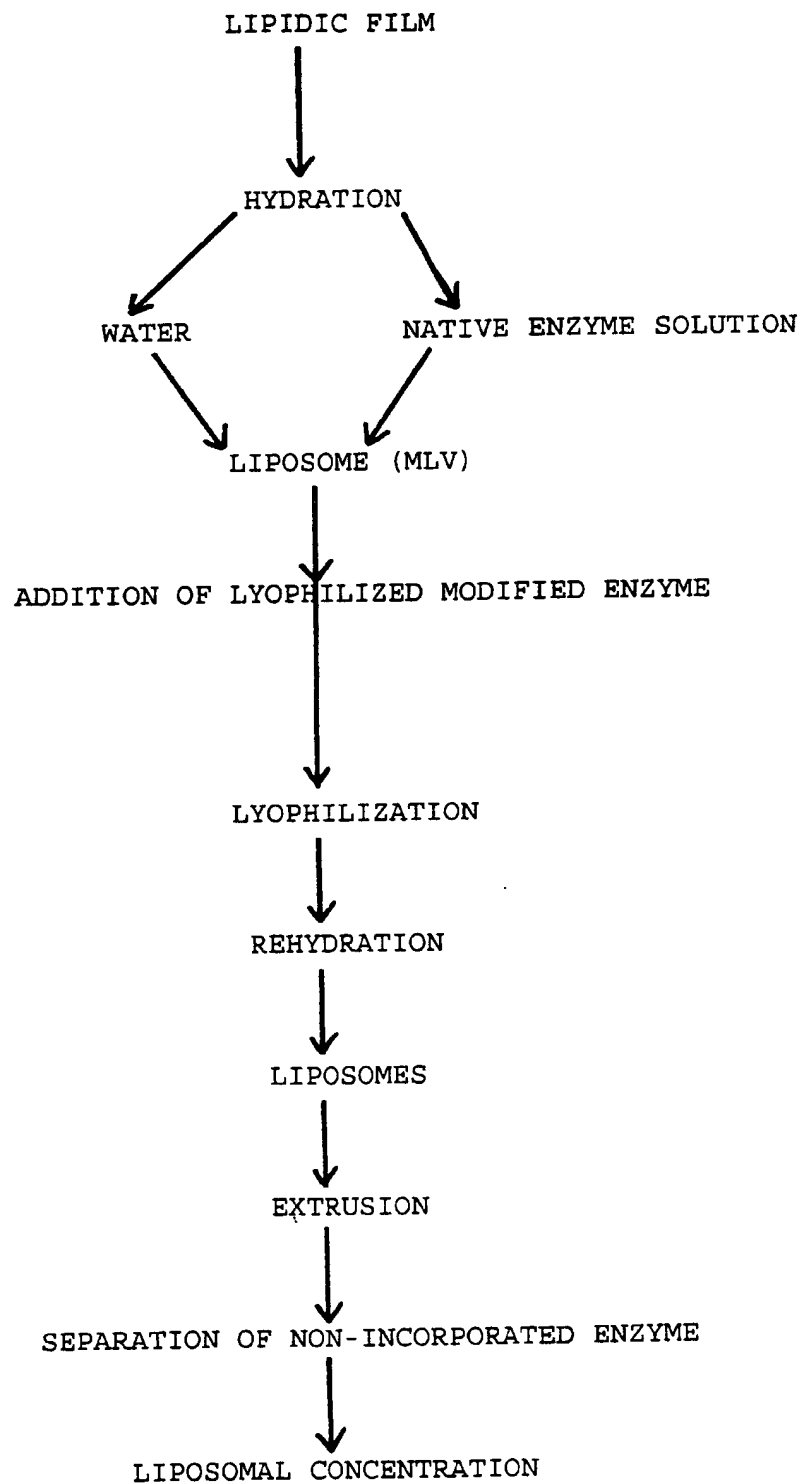 LIPIDIC FILM
HYDRATION
WATER
NATIVE ENZYME SOLUTION
LIPOSOME (MLV)
ADDITION OF LYOPHILIZED MODIFIED ENZYME
LYOPHILIZATION
REHYDRATION
LIPOSOMES
EXTRUSION
SEPARATION OF NON-INCORPORATED ENZYME
LIPOSOMAL CONCENTRATION